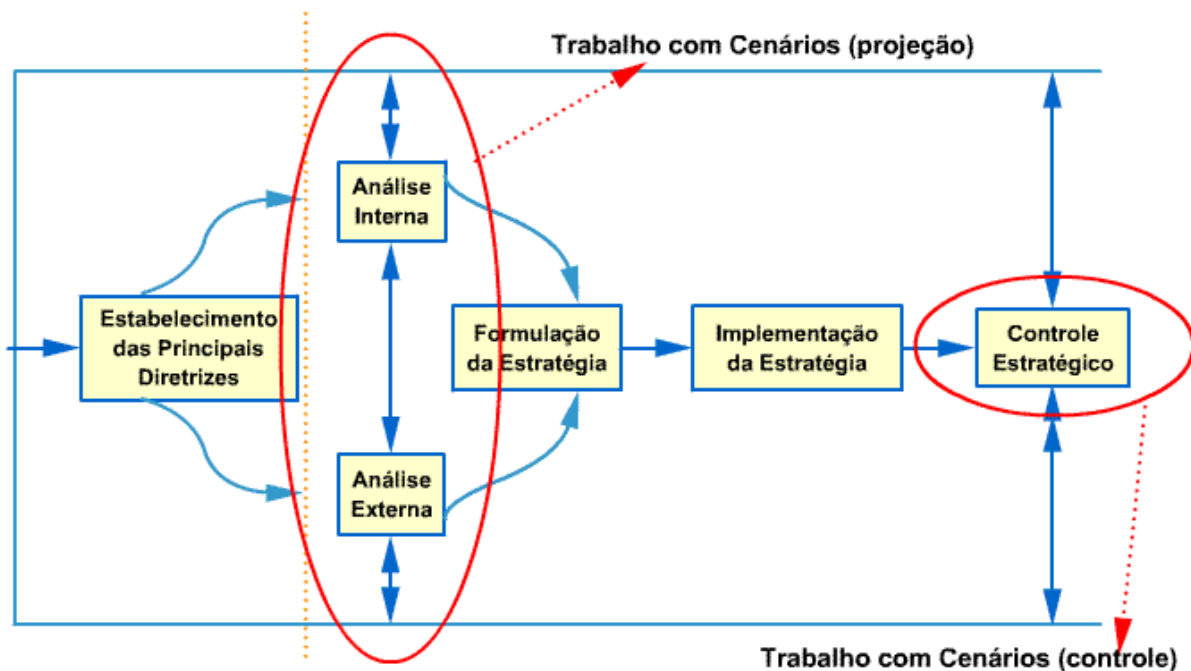 Trabalho com Cenários (projeção)
Análise
Interna
Estabelecimento
das Principais
Diretrizes
Formulação
da Estratégia
Implementação
da Estratégia
Controle
Estratégico
Análise
Externa
Trabalho com Cenários (controle)